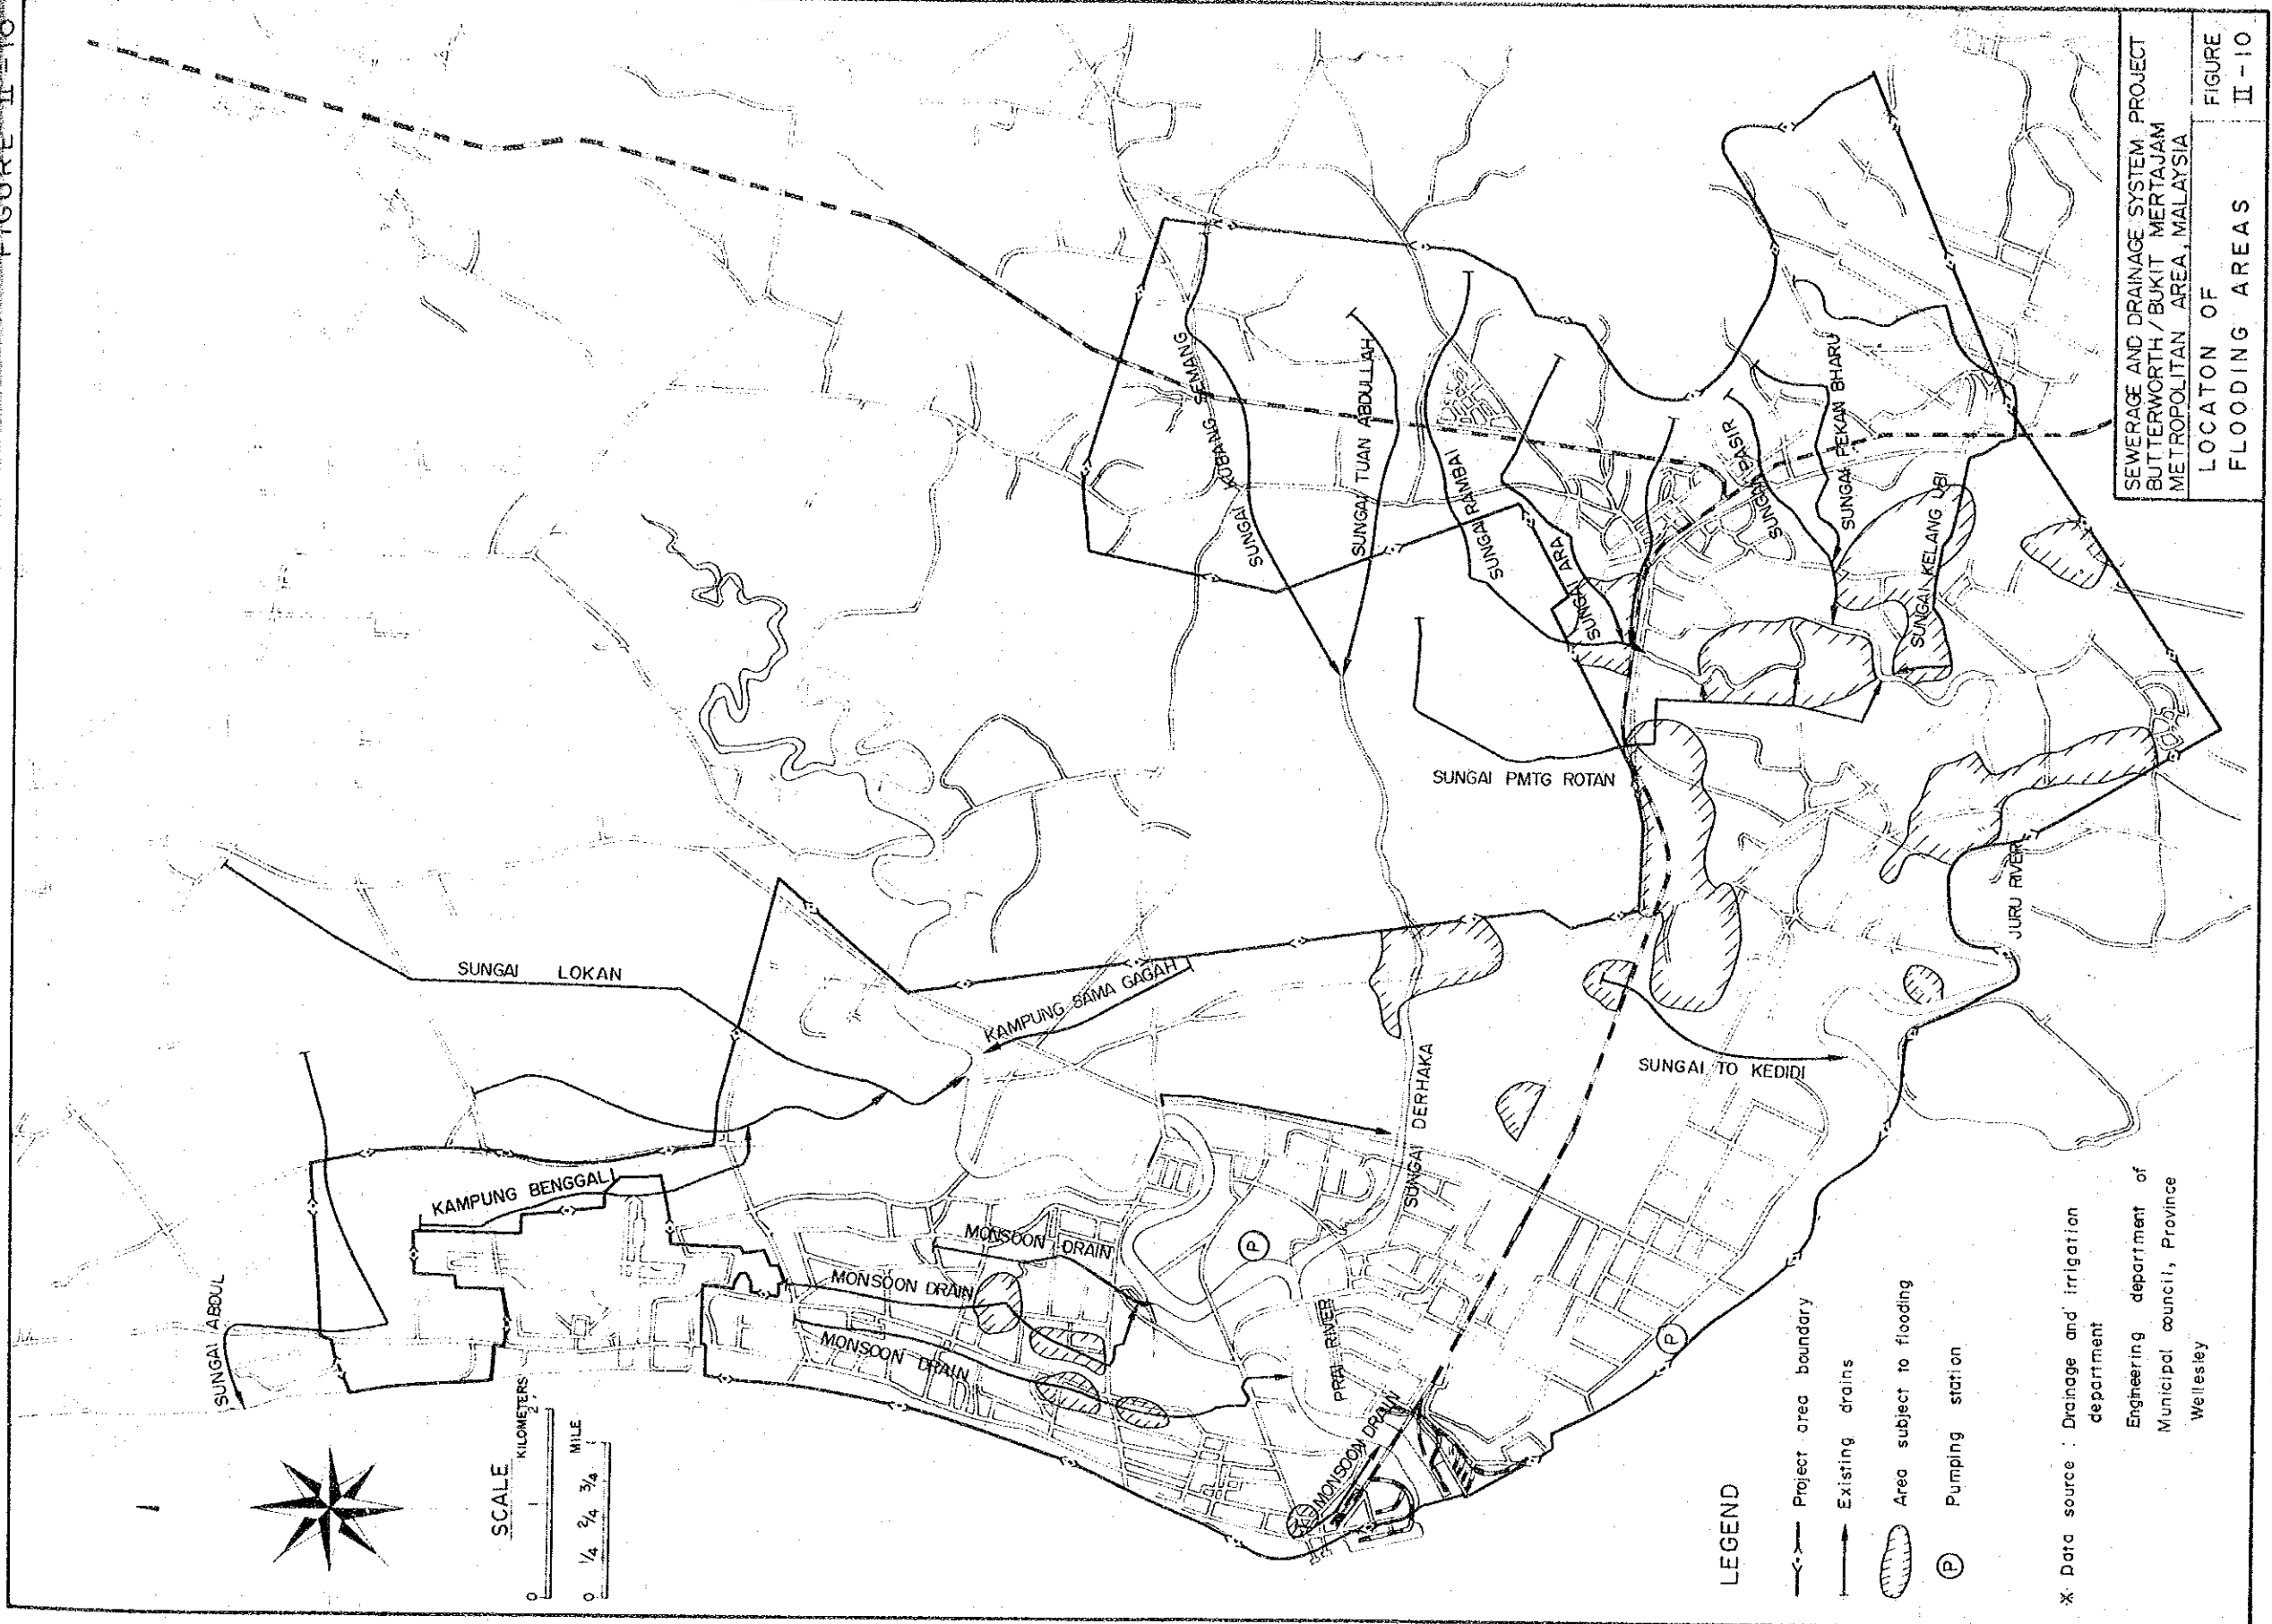 FIGURE II-10
SUNGAI ABDUL
KAMPUNG BENGGALI
SUNGAI LOKAN
KAMPUNG SAMA GAGAH
MONSOON DRAIN
MONSOON DRAIN
MONSOON DRAIN
MONSOON DRAIN
PRAI RIVER
SUNGAI DERHAKA
SUNGAI TO KEDIDI
JURU RIVER
SUNGAI PMTG ROTAN
SUNGAI KUBANG SEMANG
SUNGAI TUAN ABDULLAH
SUNGAI RAMBAI
SUNGAI
SUNGAI ARA
SUNGAI PASIR
SUNGAI
SUNGAI PEKAN BHARU
SUNGAI KELANG UBI
P
P
SCALE
KILOMETERS
0 1 2
MILE
0 1/4 2/4 3/4 1
LEGEND
Project area boundary
Existing drains
Area subject to flooding
P Pumping station
※ Data source : Drainage and irrigation
department
Engineering department of
Municipal council, Province
Wellesley
SEWERAGE AND DRAINAGE SYSTEM PROJECT
BUTTERWORTH / BUKIT MERTAJAM
METROPOLITAN AREA, MALAYSIA
LOCATON OF
FLOODING AREAS
FIGURE
II-10